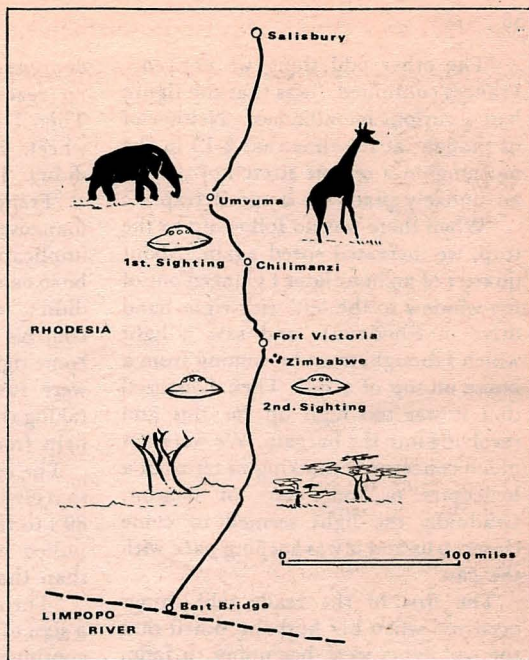 Salisbury
Umvuma
1st. Sighting
Chilimanzi
RHODESIA
Fort Victoria
Zimbabwe
2nd. Sighting
0 100 miles
Beit Bridge
LIMPOPO
RIVER